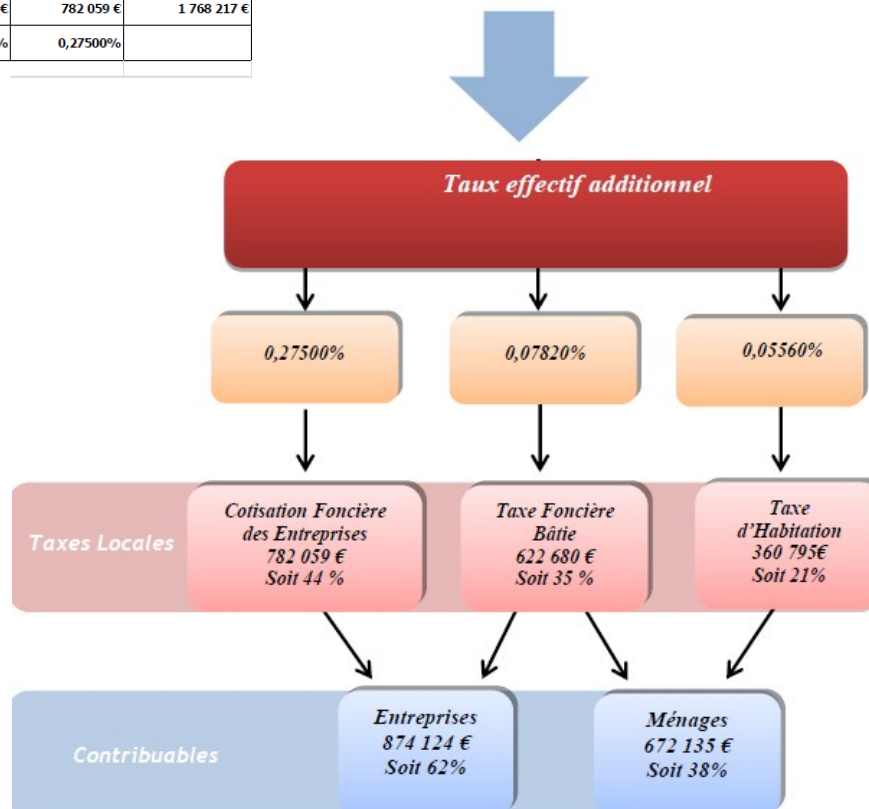 € 782 059 € 1 768 217 €
% 0,27500%
Taux effectif additionnel
0,27500% 0,07820% 0,05560%
Taxes Locales
Cotisation Foncière
des Entreprises
782 059 €
Soit 44 %
Taxe Foncière
Bâtie
622 680 €
Soit 35 %
Taxe
d'Habitation
360 795€
Soit 21%
Contribuables
Entreprises
874 124 €
Soit 62%
Ménages
672 135 €
Soit 38%